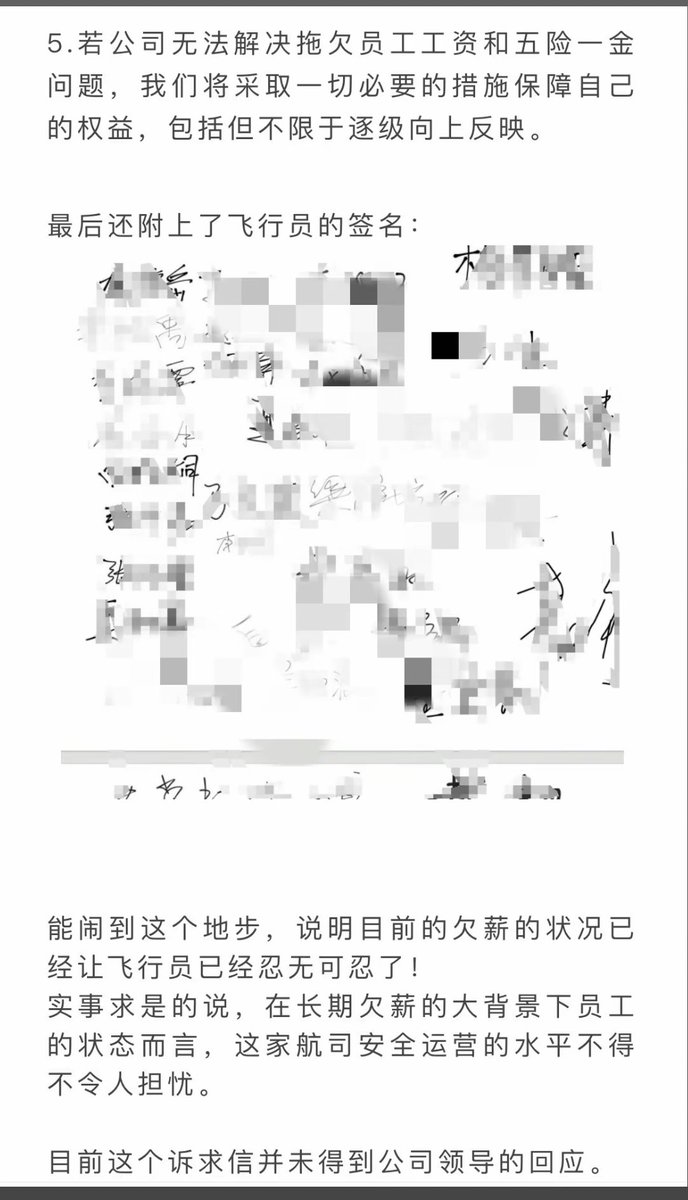 5.若公司无法解决拖欠员工工资和五险一金
问题，我们将采取一切必要的措施保障自己
的权益，包括但不限于逐级向上反映。
最后还附上了飞行员的签名：
能闹到这个地步，说明目前的欠薪的状况已
经让飞行员已经忍无可忍了！
实事求是的说，在长期欠薪的大背景下员工
的状态而言，这家航司安全运营的水平不得
不令人担忧。
目前这个诉求信并未得到公司领导的回应。